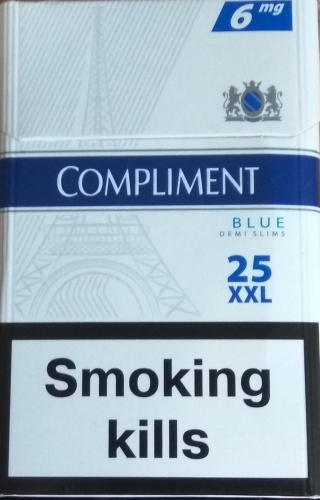 6 mg
COMPLIMENT
BLUE
DEMI SLIMS
25
XXL
Smoking
kills